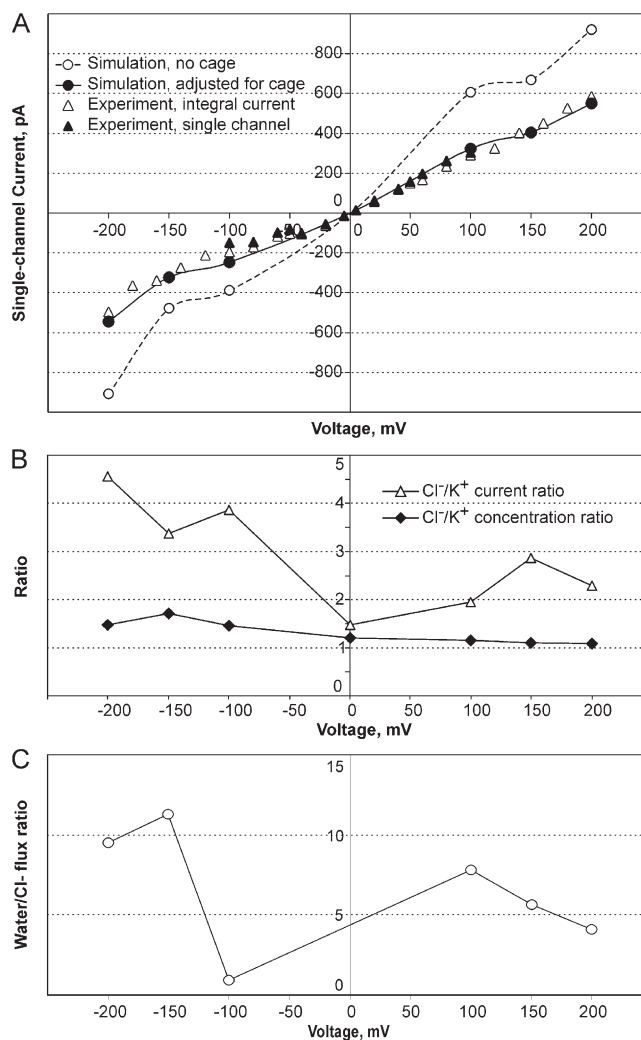 A
Single-channel Current, pA
Simulation, no cage
Simulation, adjusted for cage
Experiment, integral current
Experiment, single channel
800
600
400
200
0
-200 -150 -100 -50 0 50 100 150 200
-200
-400
-600
-800
Voltage, mV
B
Ratio
Cl⁻/K⁺ current ratio
Cl⁻/K⁺ concentration ratio
5
4
3
2
1
0
-200 -150 -100 -50 0 50 100 150 200
Voltage, mV
C
Water/Cl- flux ratio
15
10
5
0
-200 -150 -100 -50 0 50 100 150 200
Voltage, mV